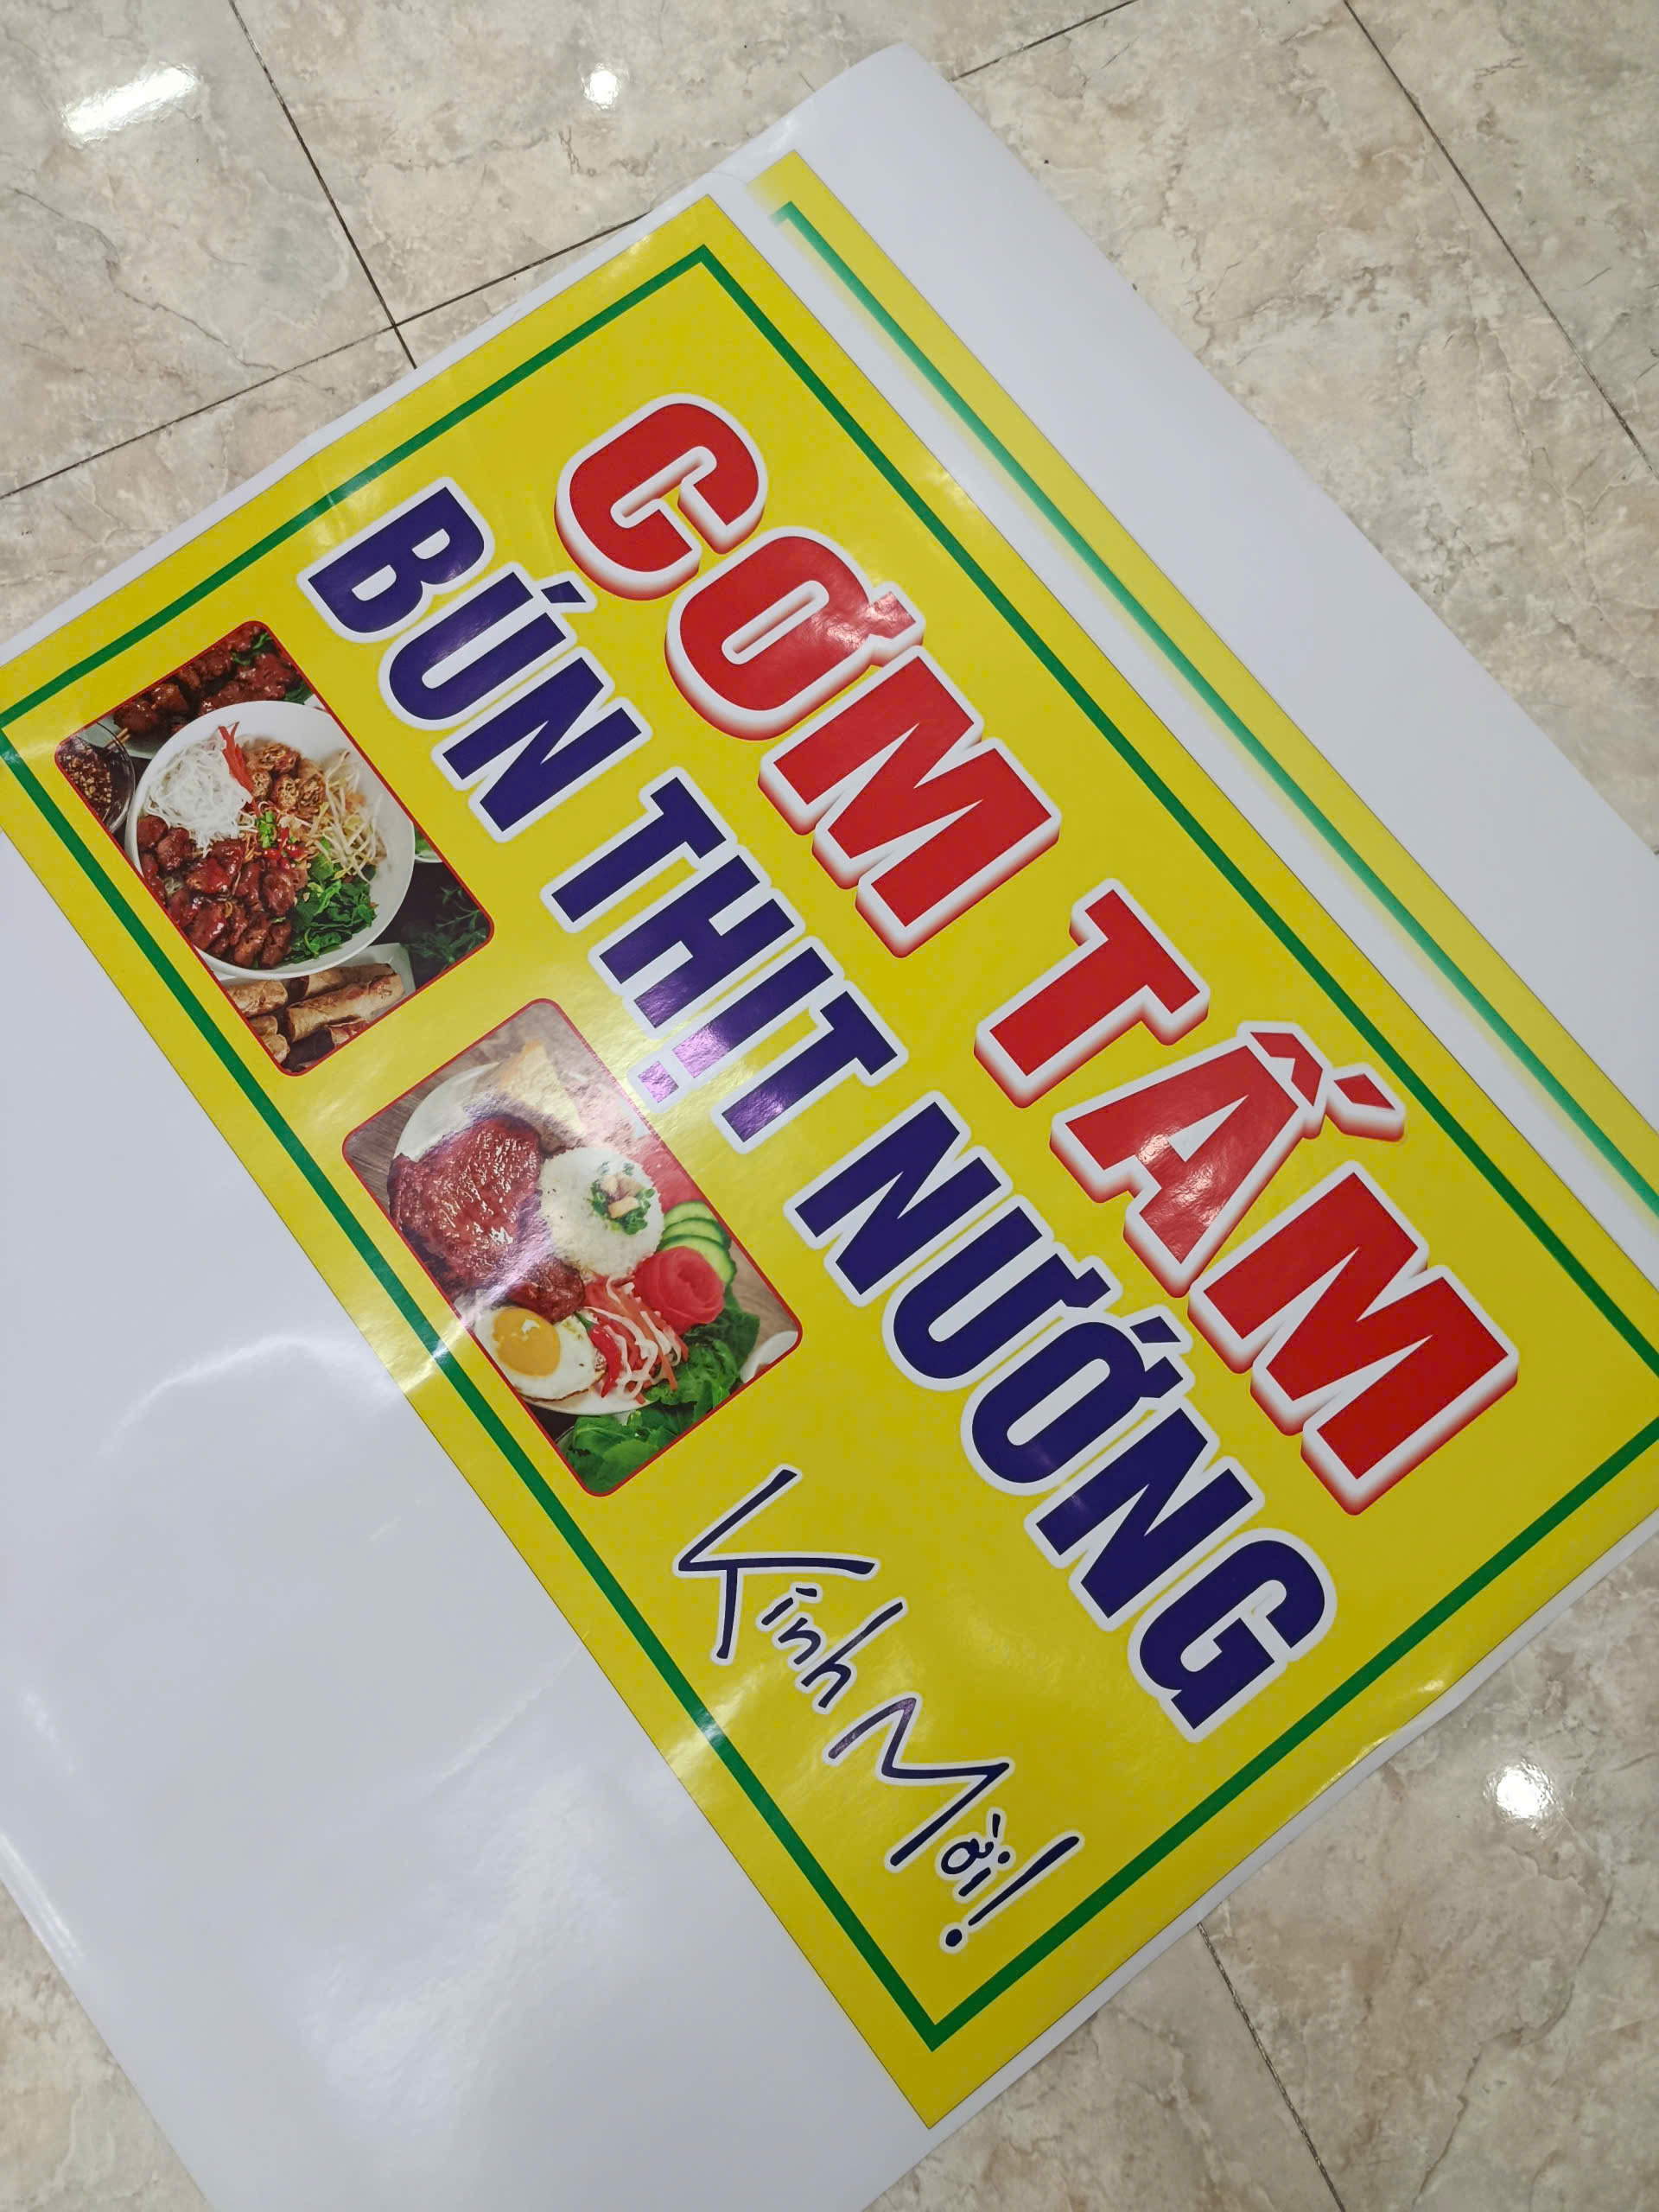 CƠM TẤM
BÚN THỊT NƯỚNG
Kính Mời!